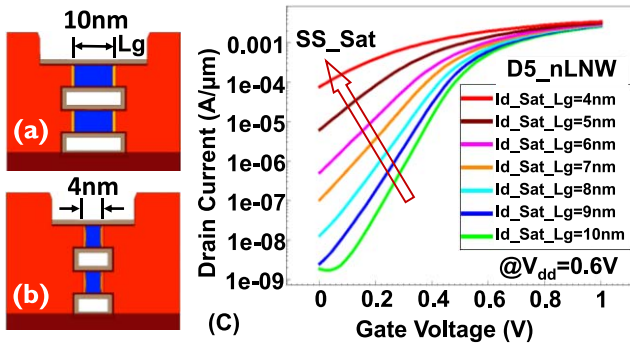 10nm
Lg
(a)
4nm
(b)
(C)
Drain Current (A/μm)
0.001
1e-04
1e-05
1e-06
1e-07
1e-08
1e-09
SS_Sat
D5_nLNW
Id_Sat_Lg=4nm
Id_Sat_Lg=5nm
Id_Sat_Lg=6nm
Id_Sat_Lg=7nm
Id_Sat_Lg=8nm
Id_Sat_Lg=9nm
Id_Sat_Lg=10nm
@Vdd=0.6V
0 0.2 0.4 0.6 0.8 1
Gate Voltage (V)